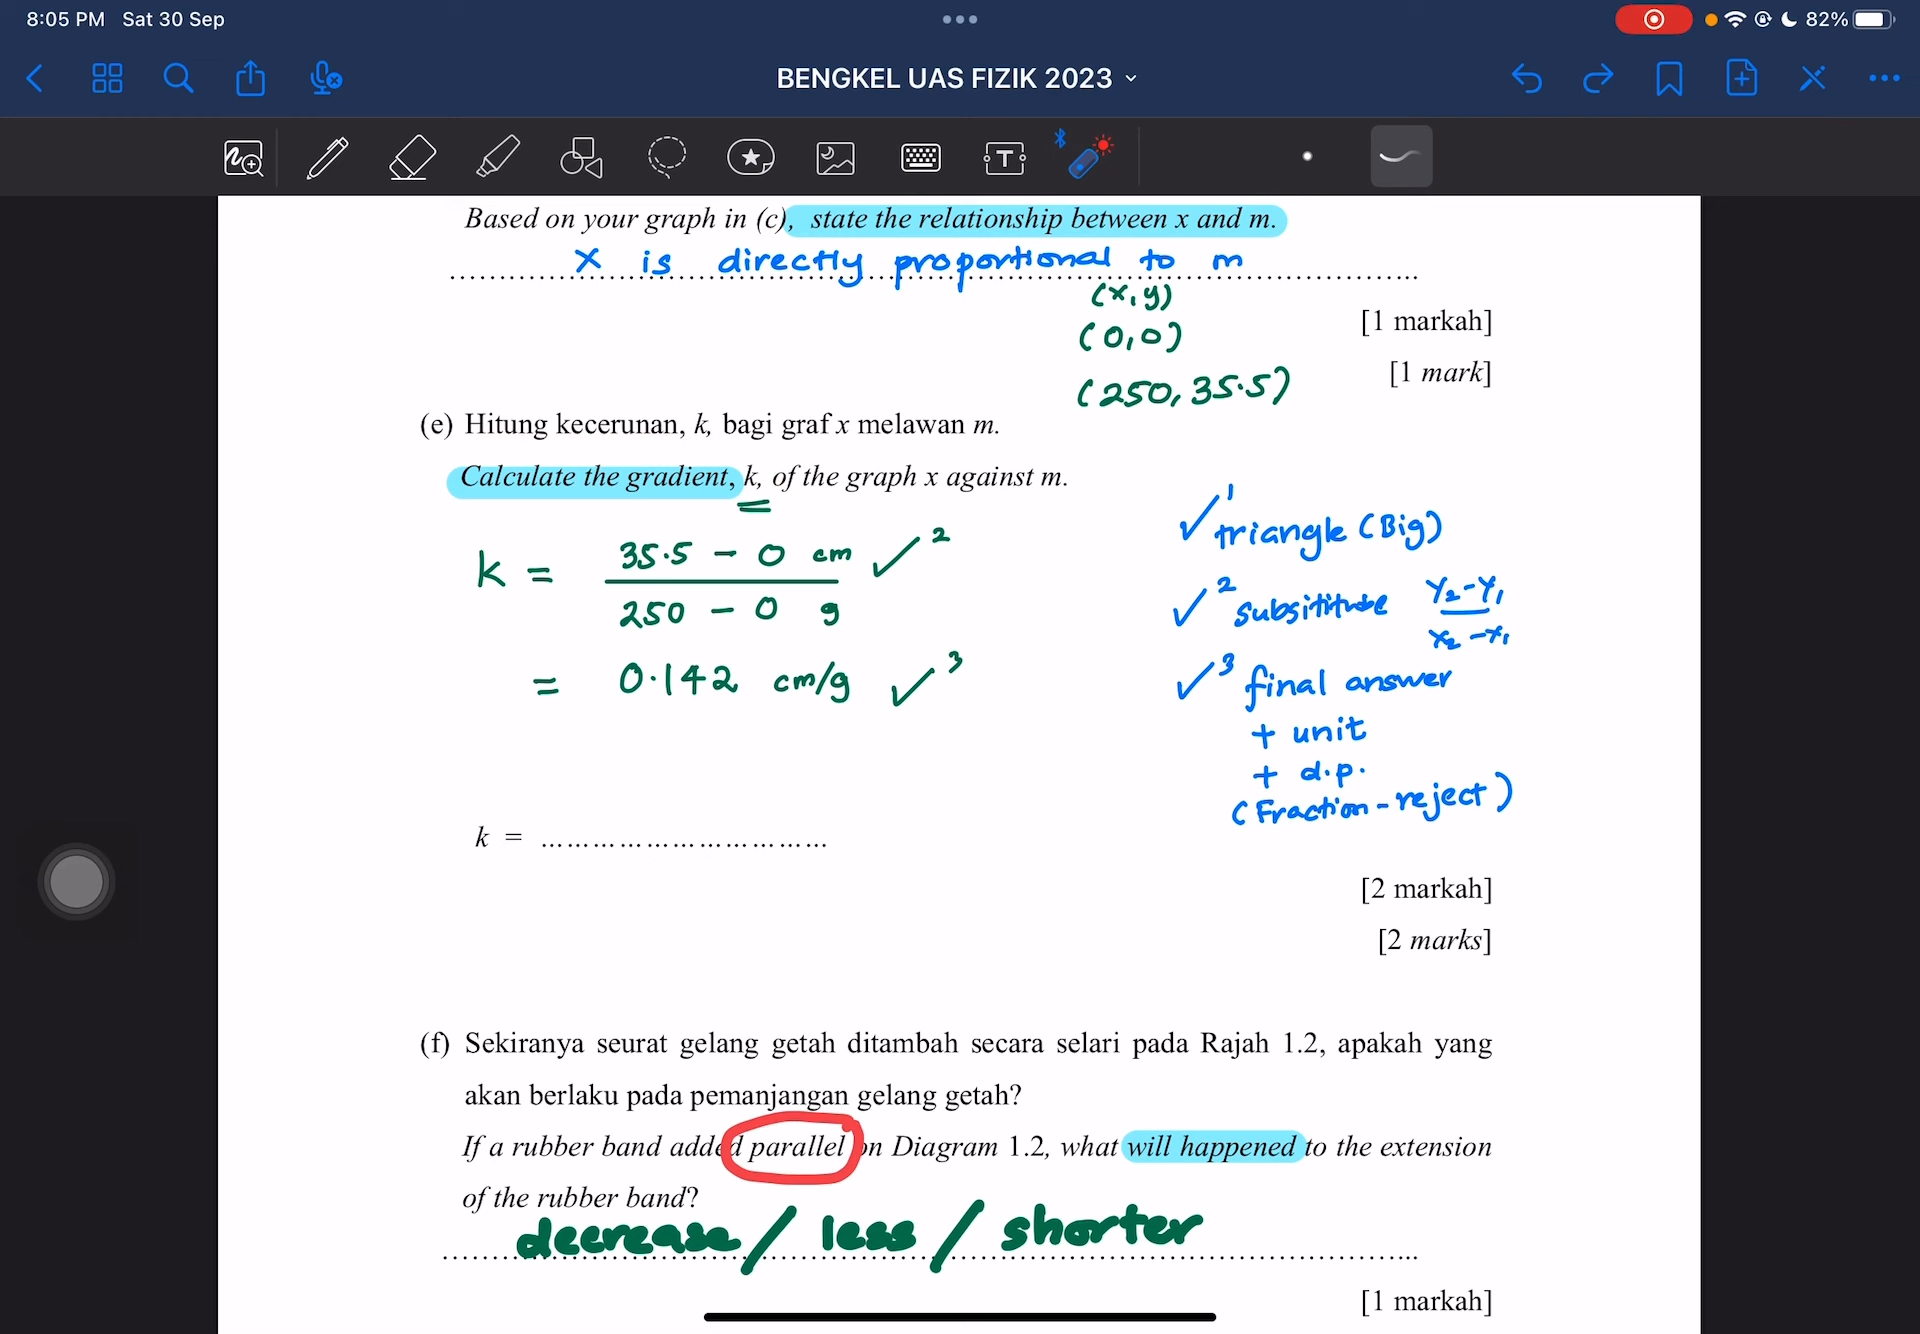 8:05 PM Sat 30 Sep
82%
BENGKEL UAS FIZIK 2023
Based on your graph in (c), state the relationship between x and m.
x is directly proportional to m
(x, y)
[1 markah]
(0,0)
[1 mark]
(250, 35.5)
(e) Hitung kecerunan, k, bagi graf x melawan m.
Calculate the gradient, k, of the graph x against m.
✓1 triangle (Big)
k = 35.5 - 0 cm ✓2
250 - 0 g
✓2 subsititute Y2-Y1
x2-x1
= 0.142 cm/g ✓3
✓3 final answer
+ unit
+ d.p.
(Fraction - reject)
k = ..............................
[2 markah]
[2 marks]
(f) Sekiranya seurat gelang getah ditambah secara selari pada Rajah 1.2, apakah yang
akan berlaku pada pemanjangan gelang getah?
If a rubber band added parallel on Diagram 1.2, what will happened to the extension
of the rubber band?
decrease / less / shorter
[1 markah]